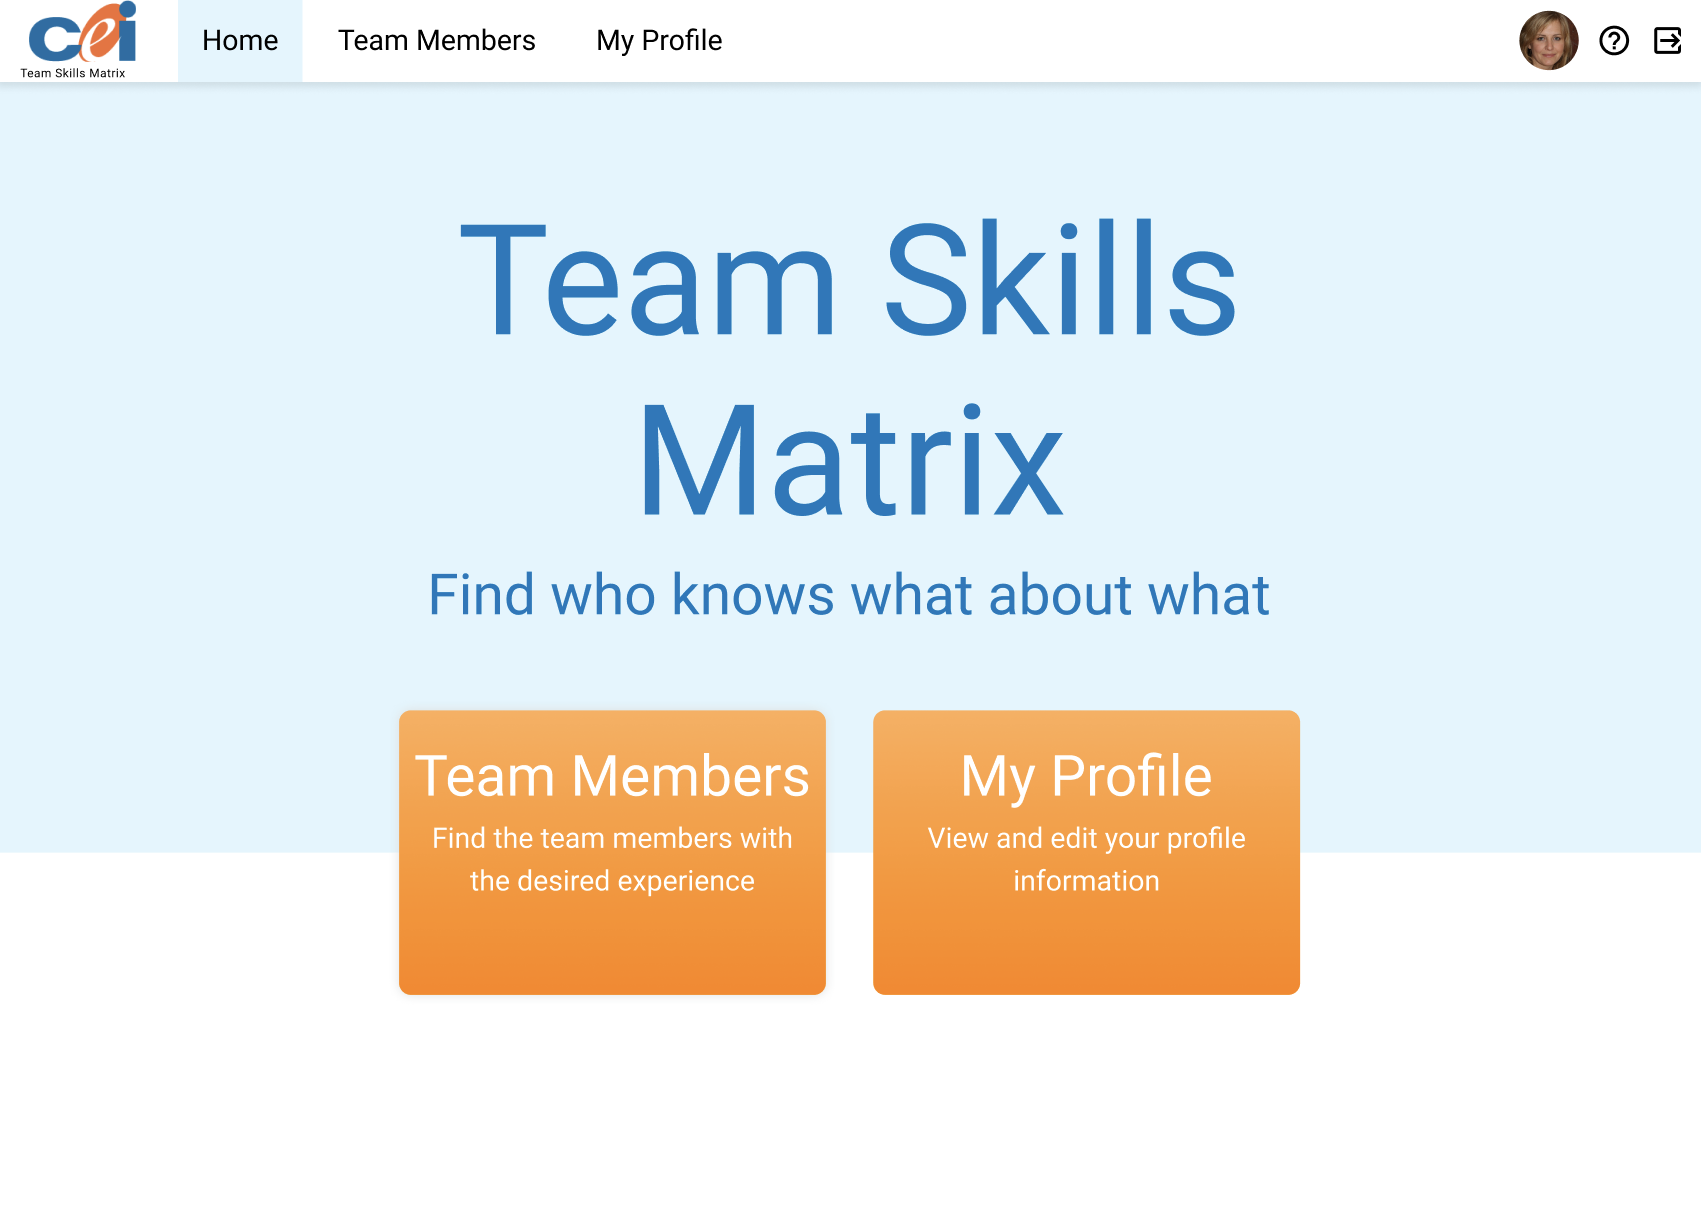 cei
Team Skills Matrix
Home
Team Members
My Profile
Team Skills
Matrix
Find who knows what about what
Team Members
Find the team members with
the desired experience
My Profile
View and edit your profile
information